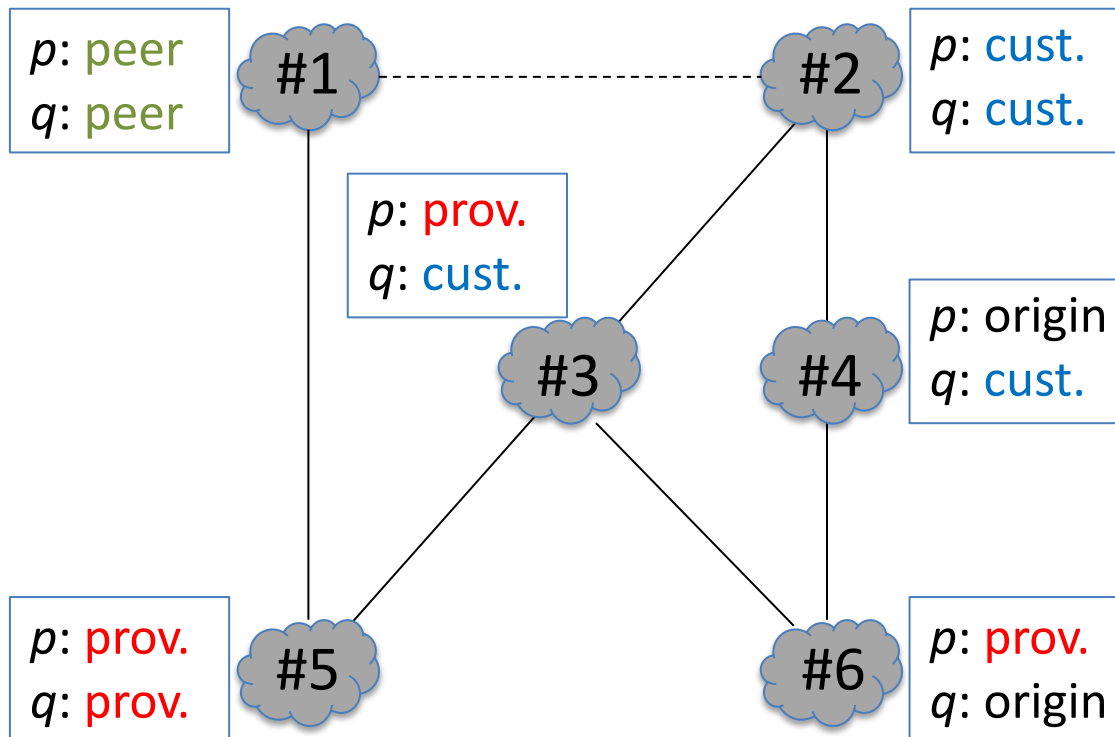 p: peer
q: peer
#1
#2
p: cust.
q: cust.
p: prov.
q: cust.
#3
#4
p: origin
q: cust.
p: prov.
q: prov.
#5
#6
p: prov.
q: origin